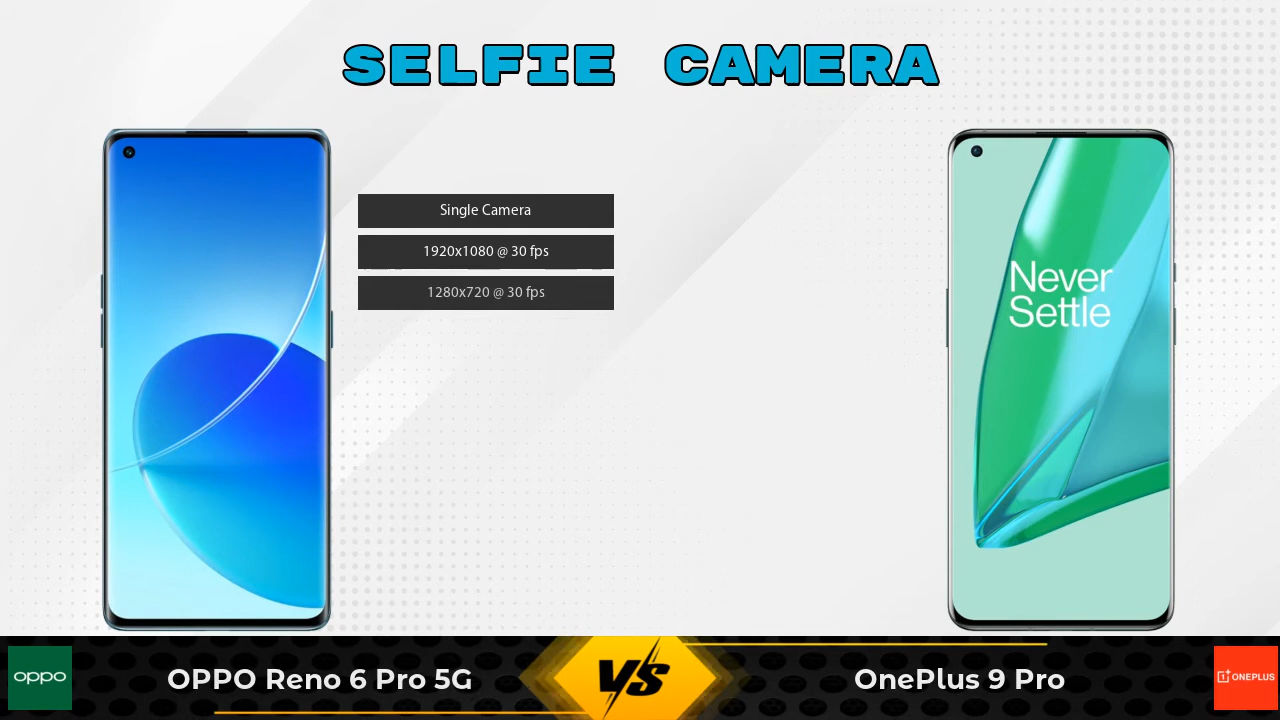 SELFIE CAMERA
Single Camera
1920x1080 @ 30 fps
1280x720 @ 30 fps
Never
Settle
oppo
OPPO Reno 6 Pro 5G
VS
OnePlus 9 Pro
1+ ONEPLUS